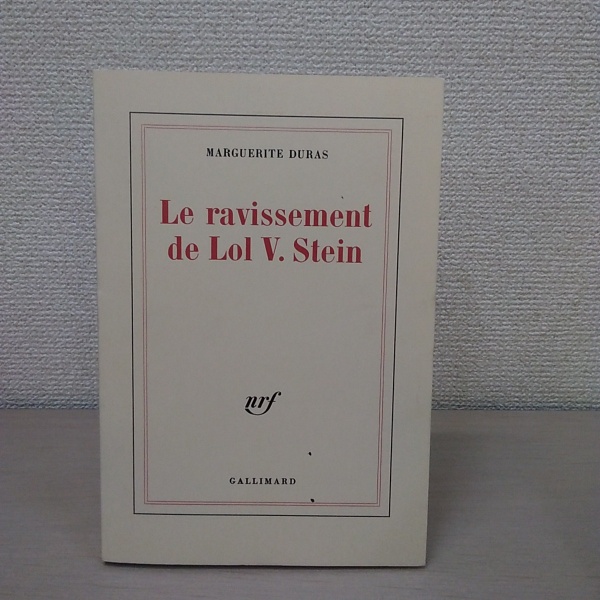 MARGUERITE DURAS
Le ravissement
de Lol V. Stein
nrf
GALLIMARD